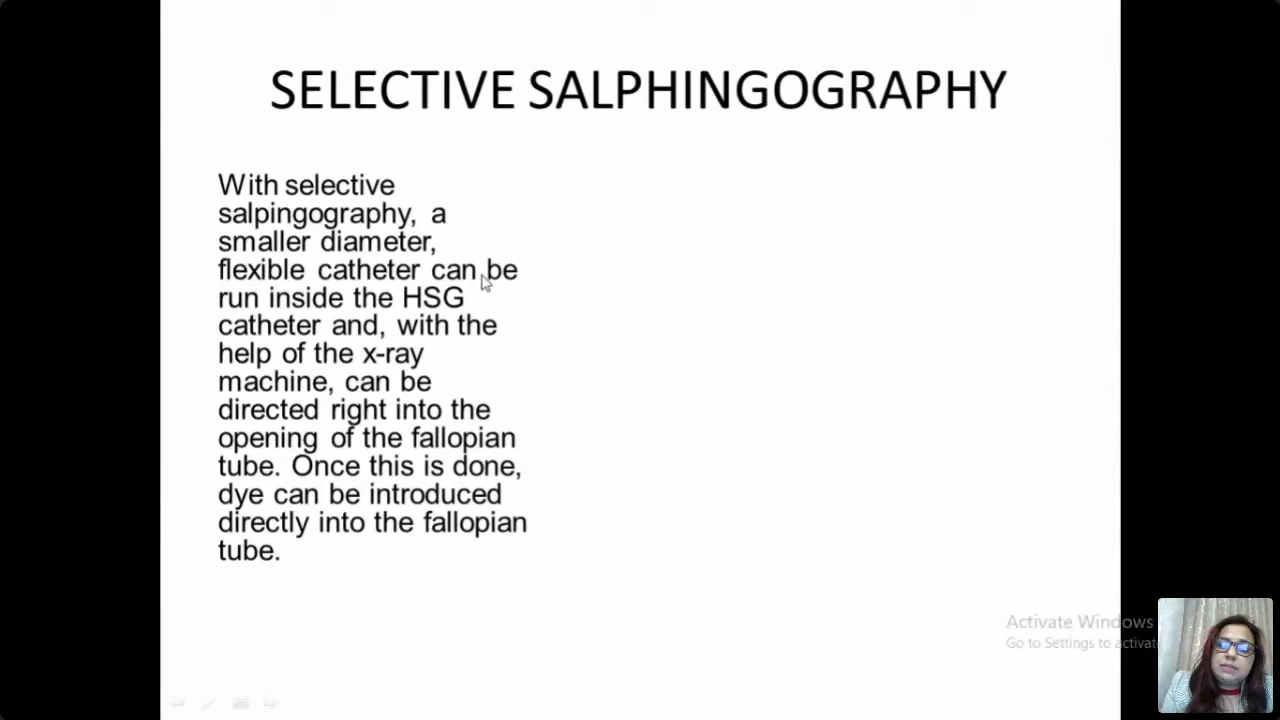 SELECTIVE SALPHINGOGRAPHY
With selective
salpingography, a
smaller diameter,
flexible catheter can be
run inside the HSG
catheter and, with the
help of the x-ray
machine, can be
directed right into the
opening of the fallopian
tube. Once this is done,
dye can be introduced
directly into the fallopian
tube.
Activate Windows
Go to Settings to activate